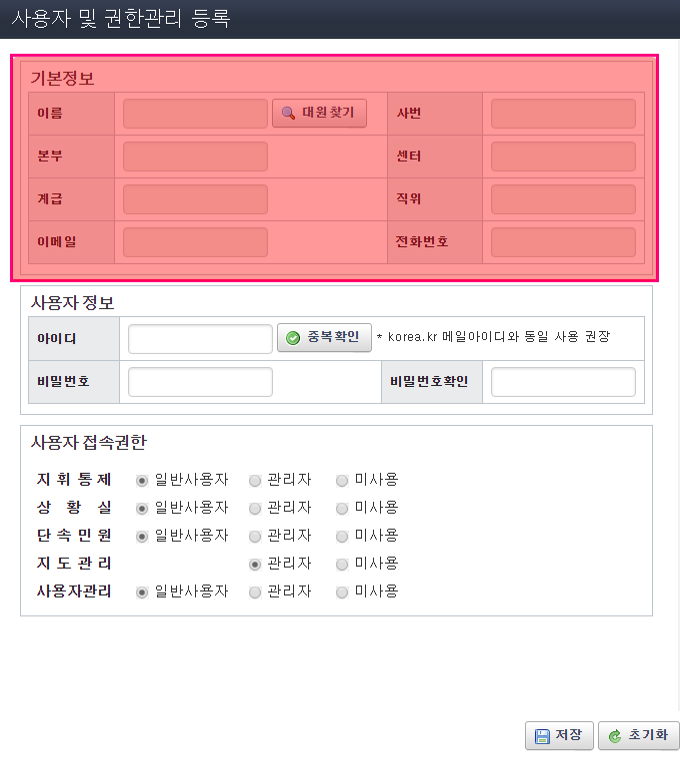 사용자 및 권한관리 등록
기본정보
이름 대원찾기 사번
본부 센터
계급 직위
이메일 전화번호
사용자 정보
아이디 중복확인 * korea.kr 메일아이디와 동일 사용 권장
비밀번호 비밀번호확인
사용자 접속권한
지 휘 통 제 일반사용자 관리자 미사용
상 황 실 일반사용자 관리자 미사용
단 속 민 원 일반사용자 관리자 미사용
지 도 관 리 관리자 미사용
사용자관리 일반사용자 관리자 미사용
저장 초기화